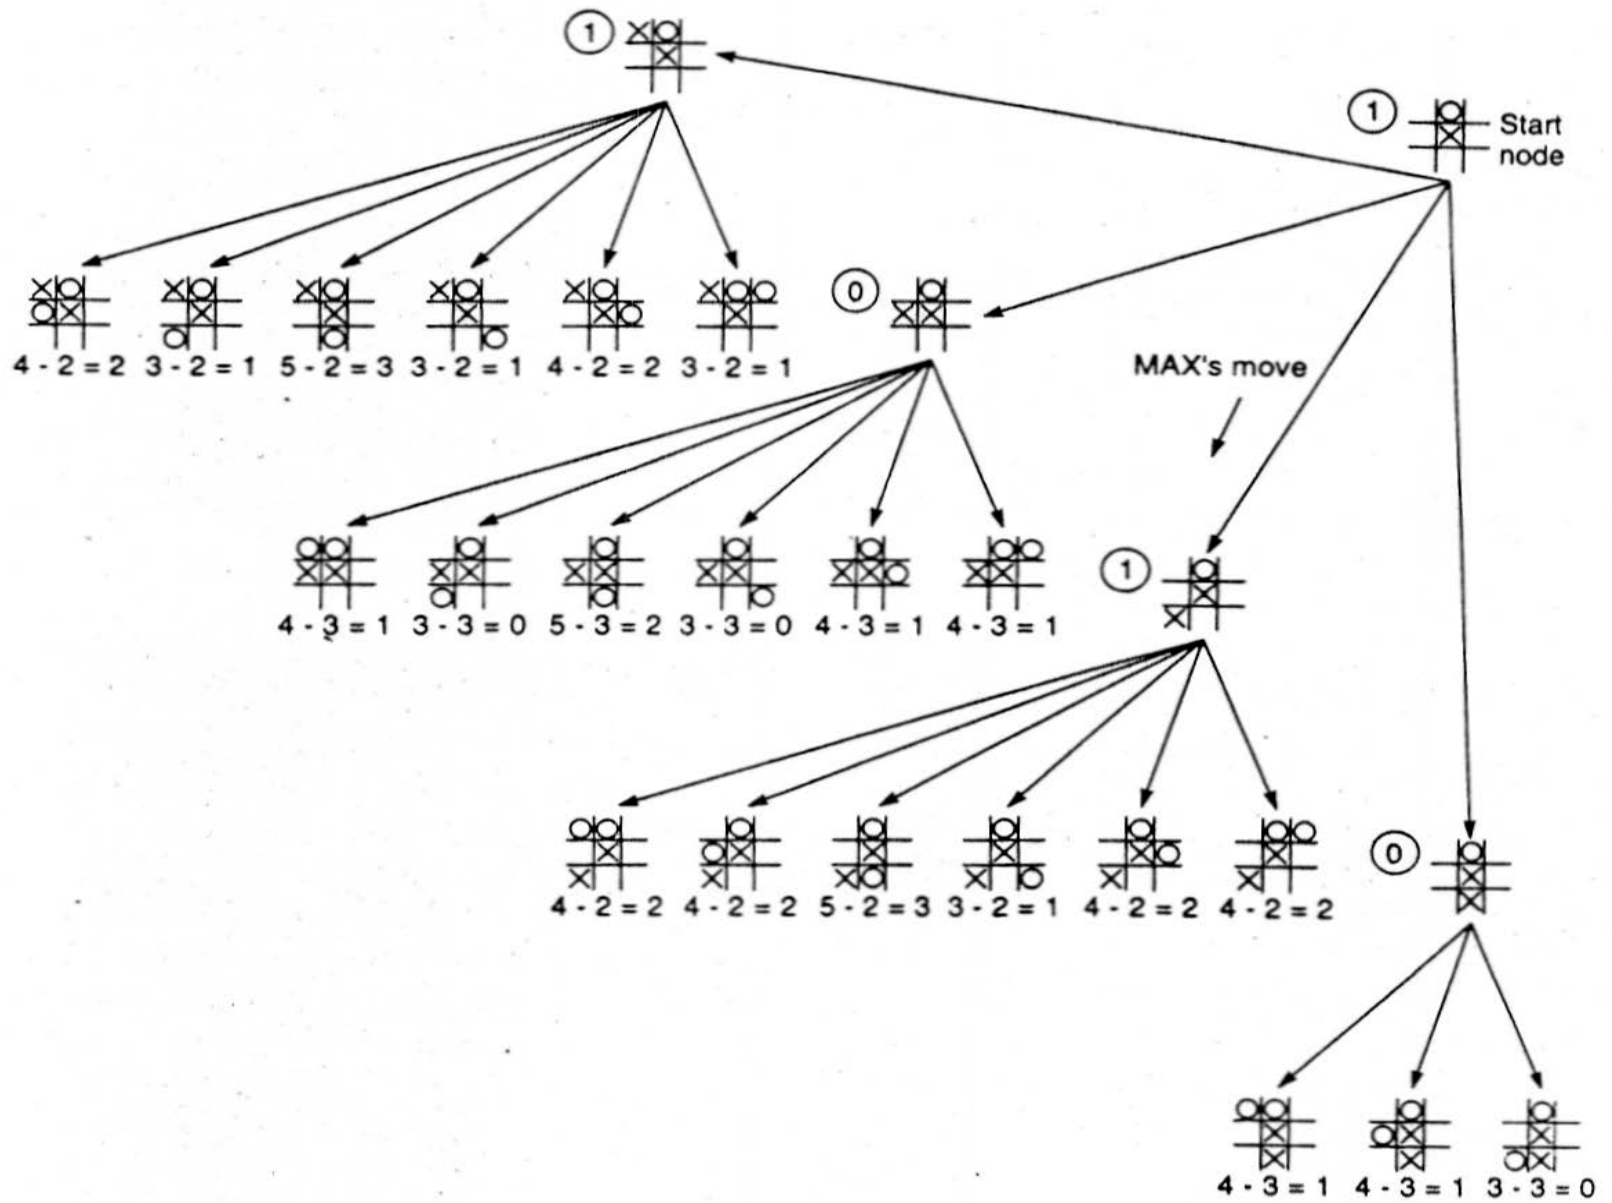 1
1
Start
node
4 - 2 = 2 3 - 2 = 1 5 - 2 = 3 3 - 2 = 1 4 - 2 = 2 3 - 2 = 1
0
MAX's move
4 - 3 = 1 3 - 3 = 0 5 - 3 = 2 3 - 3 = 0 4 - 3 = 1 4 - 3 = 1
1
4 - 2 = 2 4 - 2 = 2 5 - 2 = 3 3 - 2 = 1 4 - 2 = 2 4 - 2 = 2
0
4 - 3 = 1 4 - 3 = 1 3 - 3 = 0